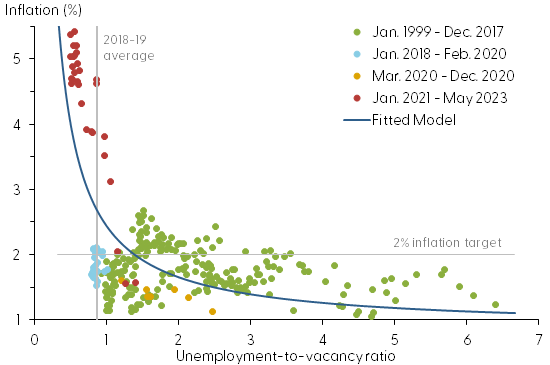 Inflation (%)
2018-19
average
Jan. 1999 - Dec. 2017
Jan. 2018 - Feb. 2020
Mar. 2020 - Dec. 2020
Jan. 2021 - May 2023
Fitted Model
2% inflation target
5
4
3
2
1
0 1 2 3 4 5 6 7
Unemployment-to-vacancy ratio